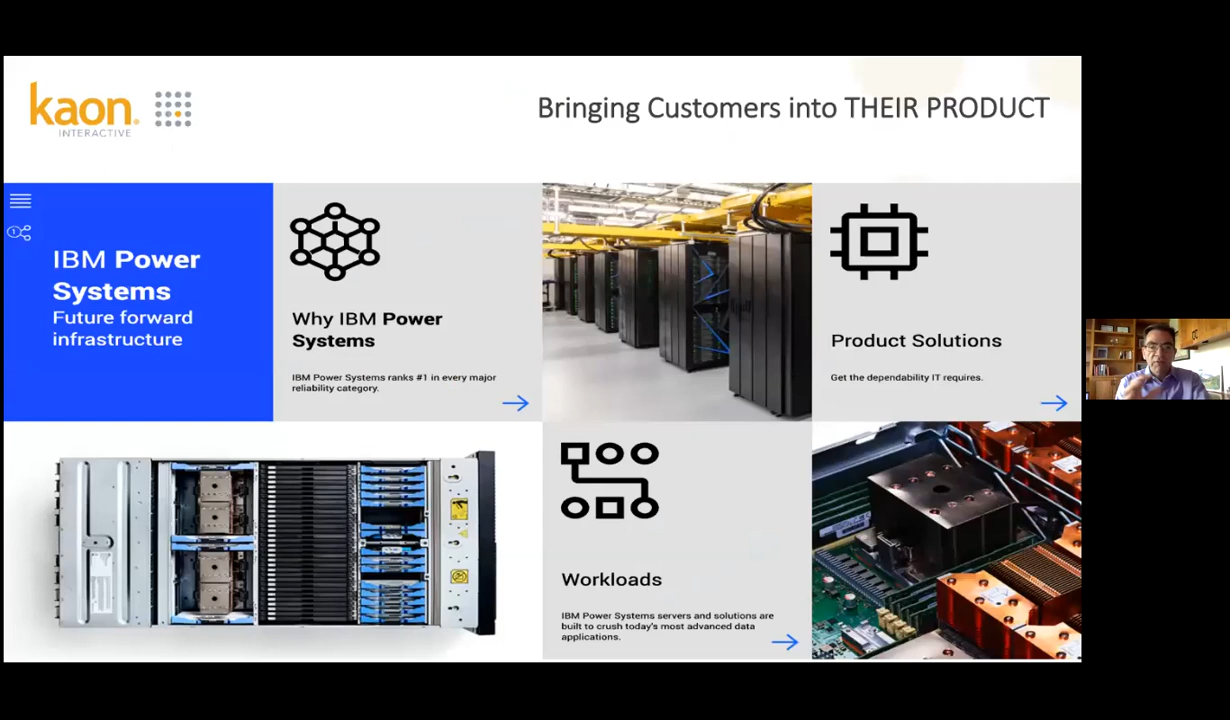 kaon.
INTERACTIVE
Bringing Customers into THEIR PRODUCT
IBM Power
Systems
Future forward
infrastructure
Why IBM Power
Systems
IBM Power Systems ranks #1 in every major
reliability category.
Product Solutions
Get the dependability IT requires.
Workloads
IBM Power Systems servers and solutions are
built to crush today's most advanced data
applications.